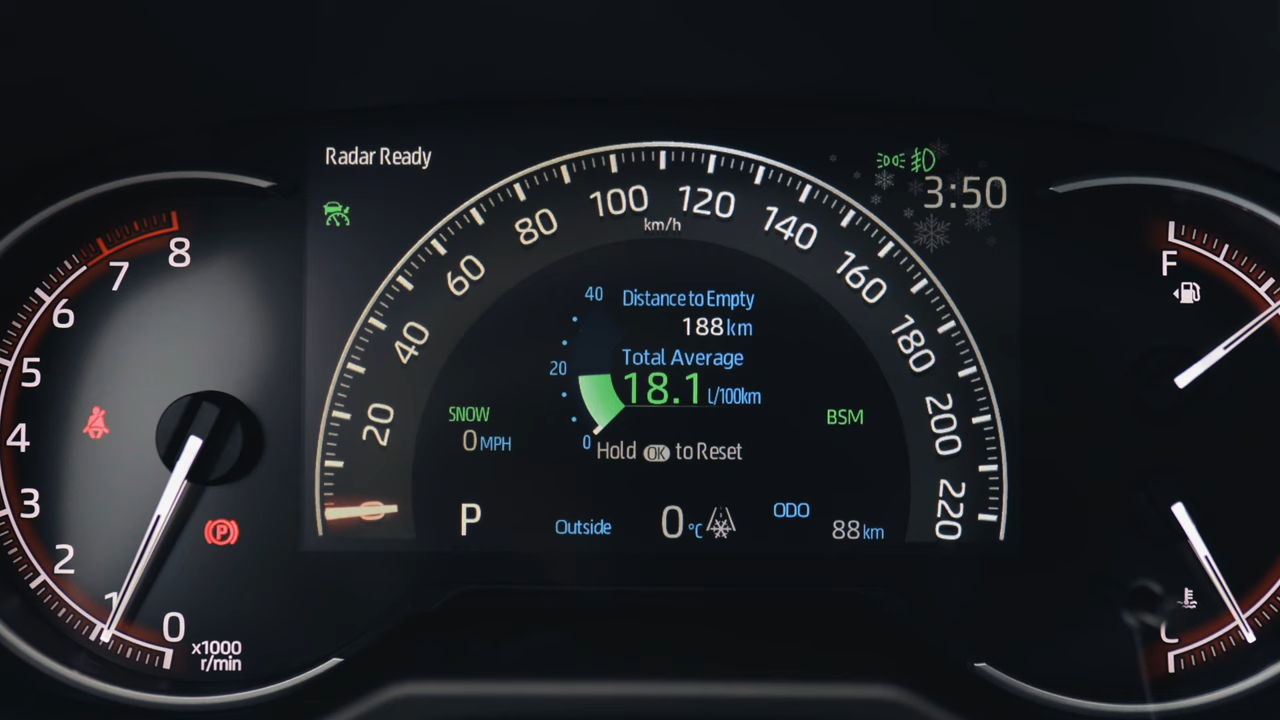 Radar Ready
3:50
8
7
6
5
4
3
2
1
0
x1000
r/min
0
20
40
60
80
100
120
140
160
180
200
220
km/h
40
20
0
Distance to Empty
188 km
Total Average
18.1 L/100km
Hold OK to Reset
SNOW
0 MPH
BSM
P
Outside
0 °C
ODO
88 km
P
F
C